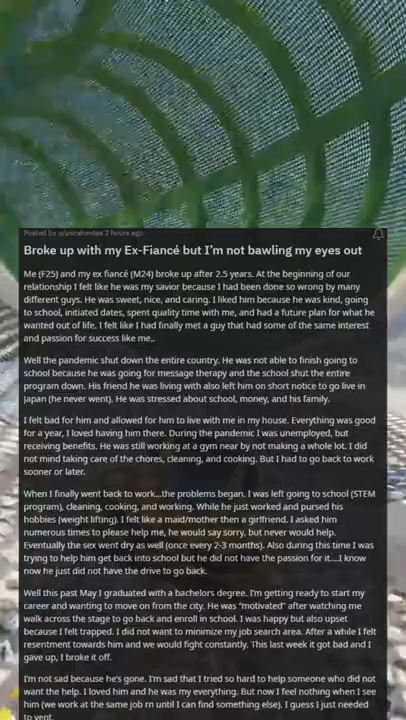 Posted by u/pocahontas 2 hours ago
Broke up with my Ex-Fiancé but I'm not bawling my eyes out
Me (F25) and my ex fiancé (M24) broke up after 2.5 years. At the beginning of our
relationship I felt like he was my savior because I had been done so wrong by many
different guys. He was sweet, nice, and caring. I liked him because he was kind, going
to school, initiated dates, spent quality time with me, and had a future plan for what he
wanted out of life. I felt like I had finally met a guy that had some of the same interest
and passion for success like me..
Well the pandemic shut down the entire country. He was not able to finish going to
school because he was going for message therapy and the school shut the entire
program down. His friend he was living with also left him on short notice to go live in
Japan (he never went). He was stressed about school, money, and his family.
I felt bad for him and allowed for him to live with me in my house. Everything was good
for a year, I loved having him there. During the pandemic I was unemployed, but
receiving benefits. He was still working at a gym near by not making a whole lot. I did
not mind taking care of the chores, cleaning, and cooking. But I had to go back to work
sooner or later.
When I finally went back to work...the problems began. I was left going to school (STEM
program), cleaning, cooking, and working. While he just worked and pursed his
hobbies (weight lifting). I felt like a maid/mother then a girlfriend. I asked him
numerous times to please help me, he would say sorry, but never would help.
Eventually the sex went dry as well (once every 2-3 months). Also during this time I was
trying to help him get back into school but he did not have the passion for it....I know
now he just did not have the drive to go back.
Well this past May I graduated with a bachelors degree. I'm getting ready to start my
career and wanting to move on from the city. He was "motivated" after watching me
walk across the stage to go back and enroll in school. I was happy but also upset
because I felt trapped. I did not want to minimize my job search area. After a while I felt
resentment towards him and we would fight constantly. This last week it got bad and I
gave up, I broke it off.
I'm not sad because he's gone. I'm sad that I tried so hard to help someone who did not
want the help. I loved him and he was my everything. But now I feel nothing when I see
him (we work at the same job rn until I can find something else). I guess I just needed
to vent.